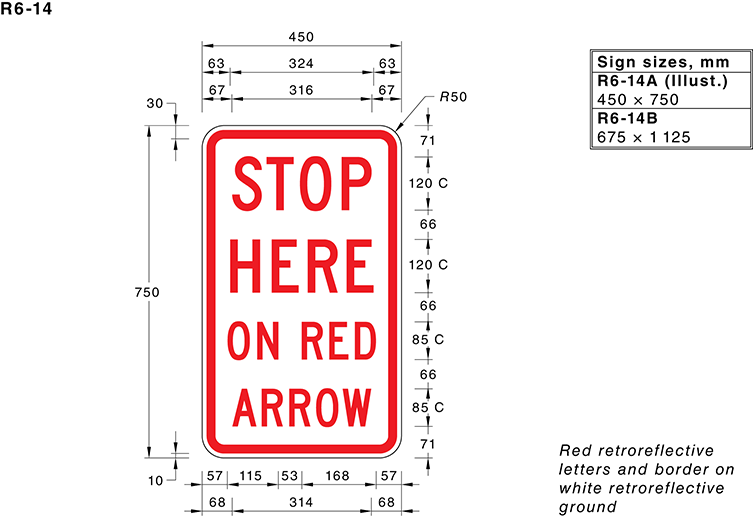 R6-14
450
63 324 63
67 316 67
R50
30
Sign sizes, mm
R6-14A (Illust.)
450 × 750
R6-14B
675 × 1 125
STOP
HERE
ON RED
ARROW
750
10
71
120 C
66
120 C
66
85 C
66
85 C
71
57 115 53 168 57
68 314 68
Red retroreflective
letters and border on
white retroreflective
ground